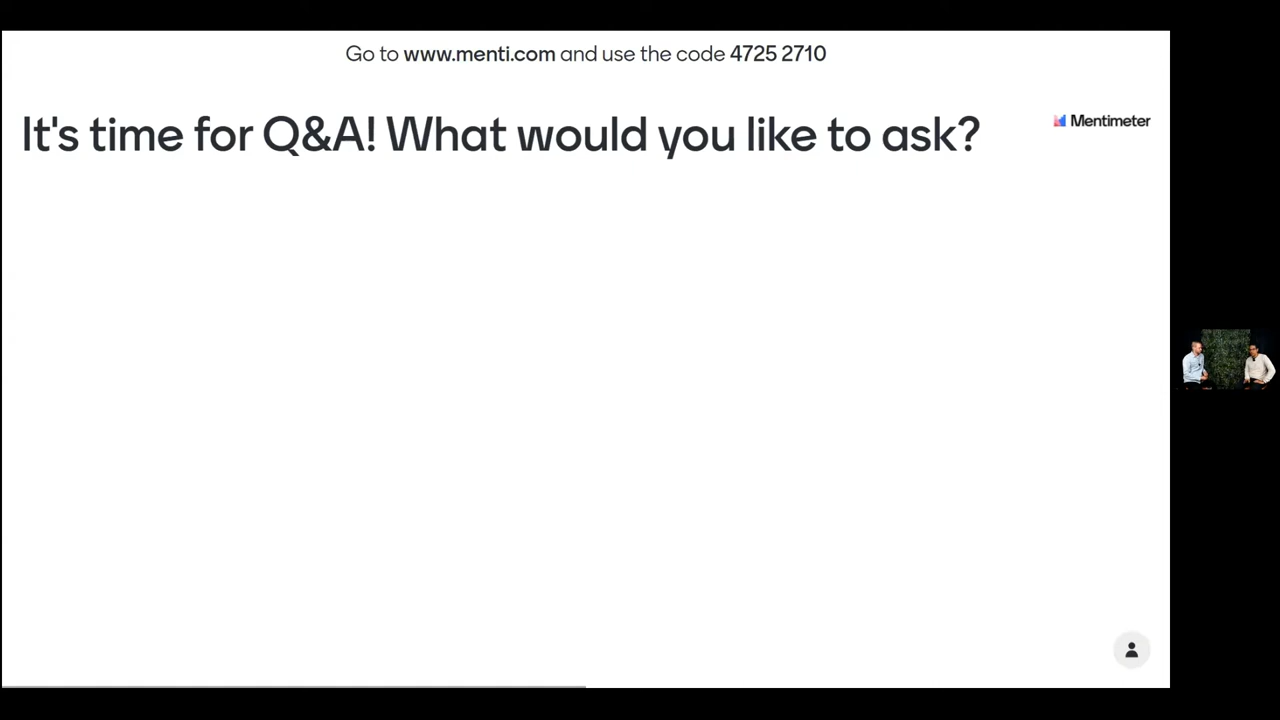 Go to www.menti.com and use the code 4725 2710
It's time for Q&A! What would you like to ask?
Mentimeter